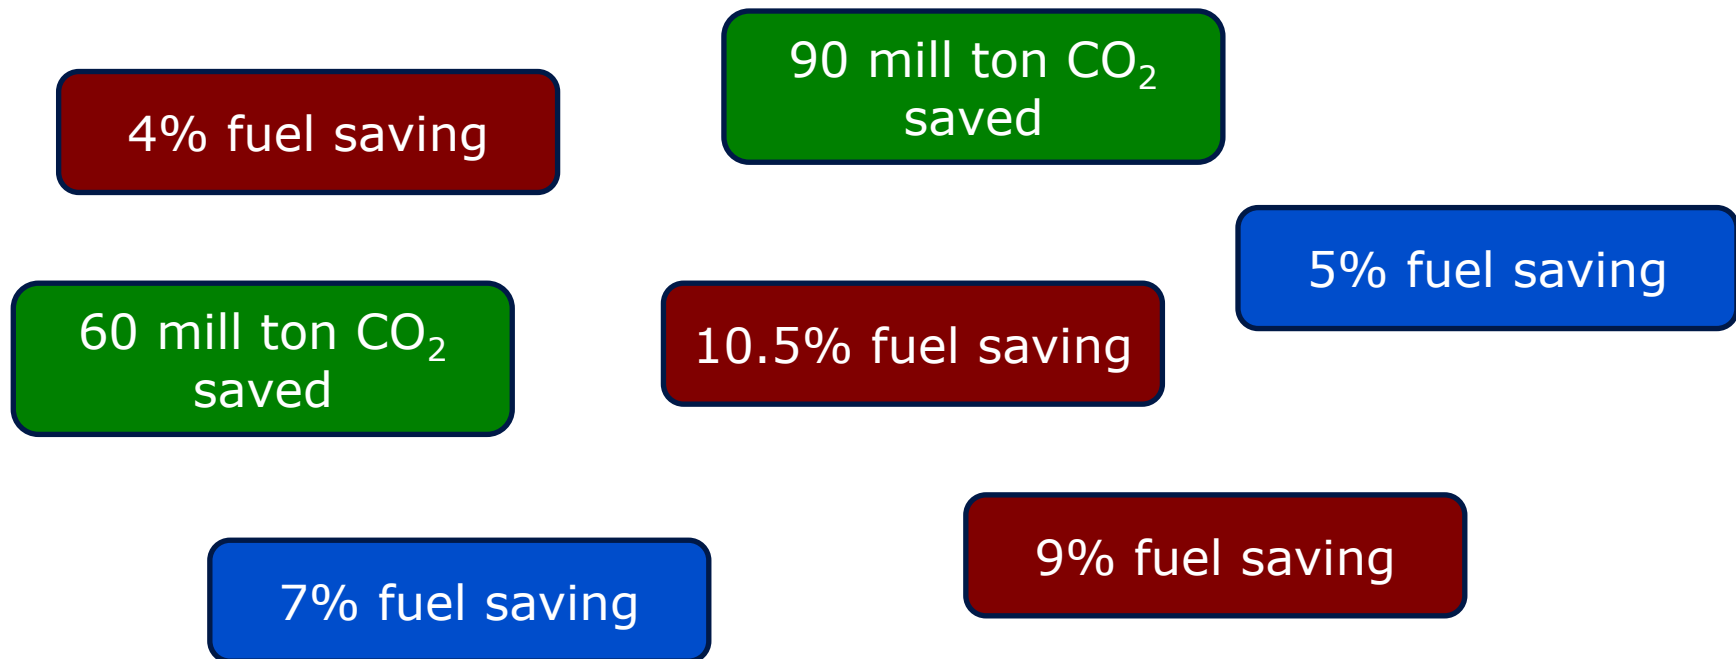 90 mill ton CO₂
saved
4% fuel saving
5% fuel saving
60 mill ton CO₂
saved
10.5% fuel saving
9% fuel saving
7% fuel saving